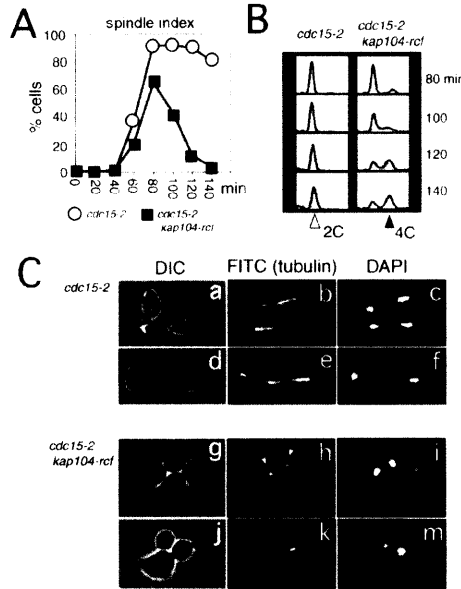 A
spindle index
% cells
100
80
60
40
20
0
0 20 40 60 80 100 120 140 min
cdc15-2
cdc15-2
kap104-rcf
B
cdc15-2 cdc15-2
kap104-rcf
80 min
100
120
140
2C 4C
C
DIC FITC (tubulin) DAPI
cdc15-2
a b c
d e f
cdc15-2
kap104-rcf
g h i
j k m